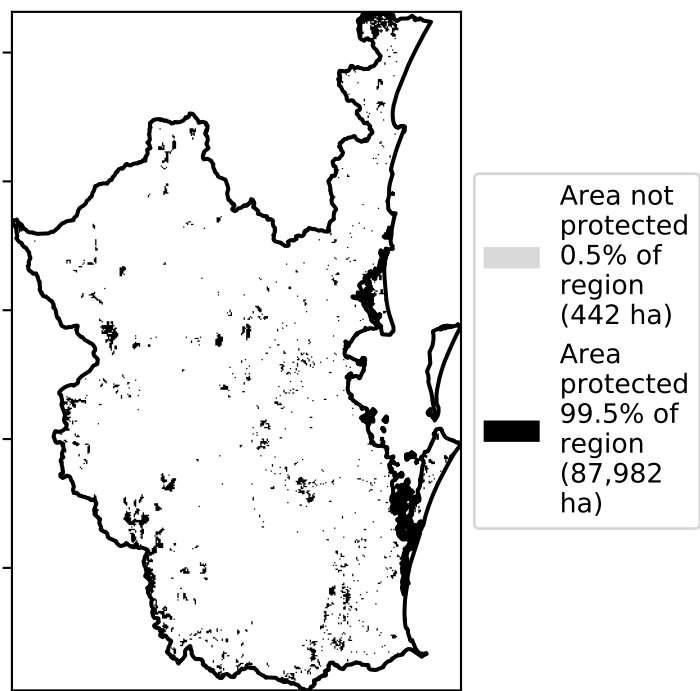 Area not
protected
0.5% of
region
(442 ha)
Area
protected
99.5% of
region
(87,982
ha)